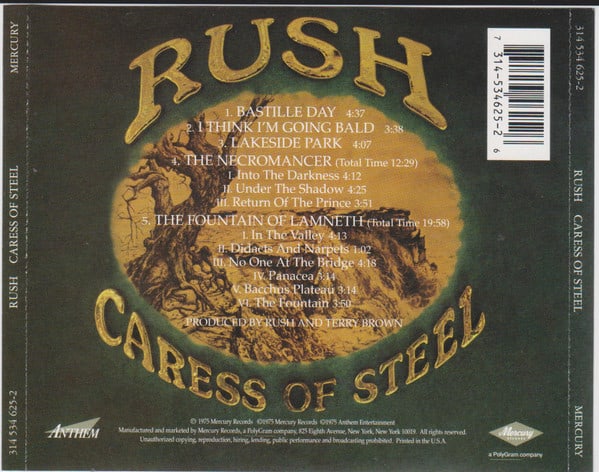 RUSH
1. BASTILLE DAY 4:37
2. I THINK I'M GOING BALD 3:38
3. LAKESIDE PARK 4:07
4. THE NECROMANCER (Total Time 12:29)
I. Into The Darkness 4:12
II. Under The Shadow 4:25
III. Return Of The Prince 3:51
5. THE FOUNTAIN OF LAMNETH (Total Time 19:58)
I. In The Valley 4:13
II. Didacts And Narpets 1:02
III. No One At The Bridge 4:18
IV. Panacea 3:14
V. Bacchus Plateau 3:14
VI. The Fountain 3:50
PRODUCED BY RUSH AND TERRY BROWN
CARESS OF STEEL
ANTHEM
℗ 1975 Mercury Records ©1975 Mercury Records ©1975 Anthem Entertainment
Manufactured and marketed by Mercury Records, a PolyGram company, 825 Eighth Avenue, New York, New York 10019. All rights reserved.
Unauthorized copying, reproduction, hiring, lending, public performance and broadcasting prohibited. Printed in the U.S.A.
Mercury
a PolyGram company
7 314-534625-2 6
MERCURY
RUSH CARESS OF STEEL
314 534 625-2
314 534 625-2
RUSH CARESS OF STEEL
MERCURY